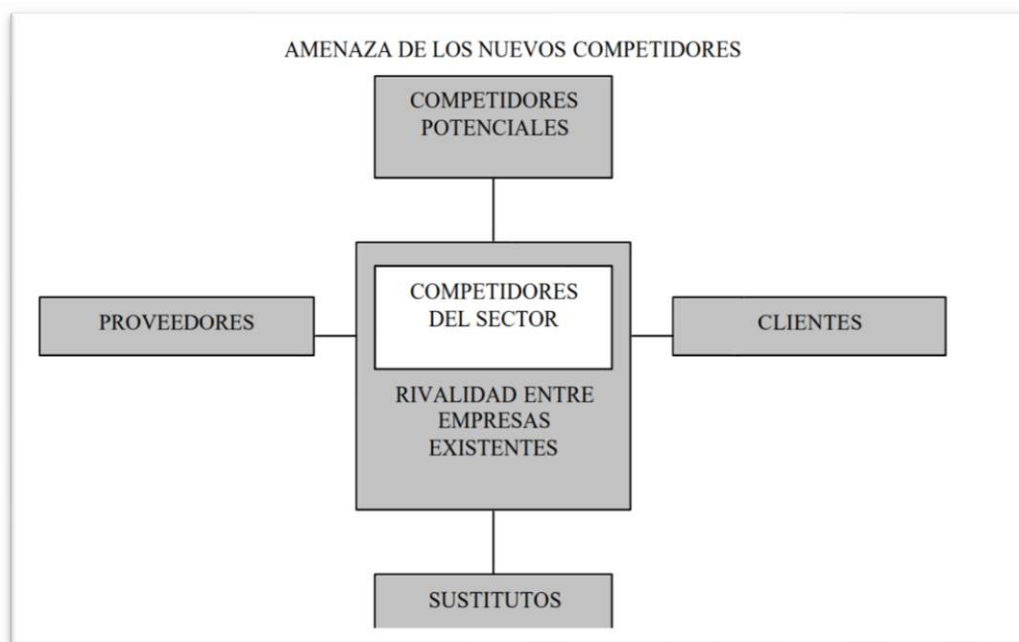 AMENAZA DE LOS NUEVOS COMPETIDORES
COMPETIDORES
POTENCIALES
PROVEEDORES
COMPETIDORES
DEL SECTOR
CLIENTES
RIVALIDAD ENTRE
EMPRESAS
EXISTENTES
SUSTITUTOS